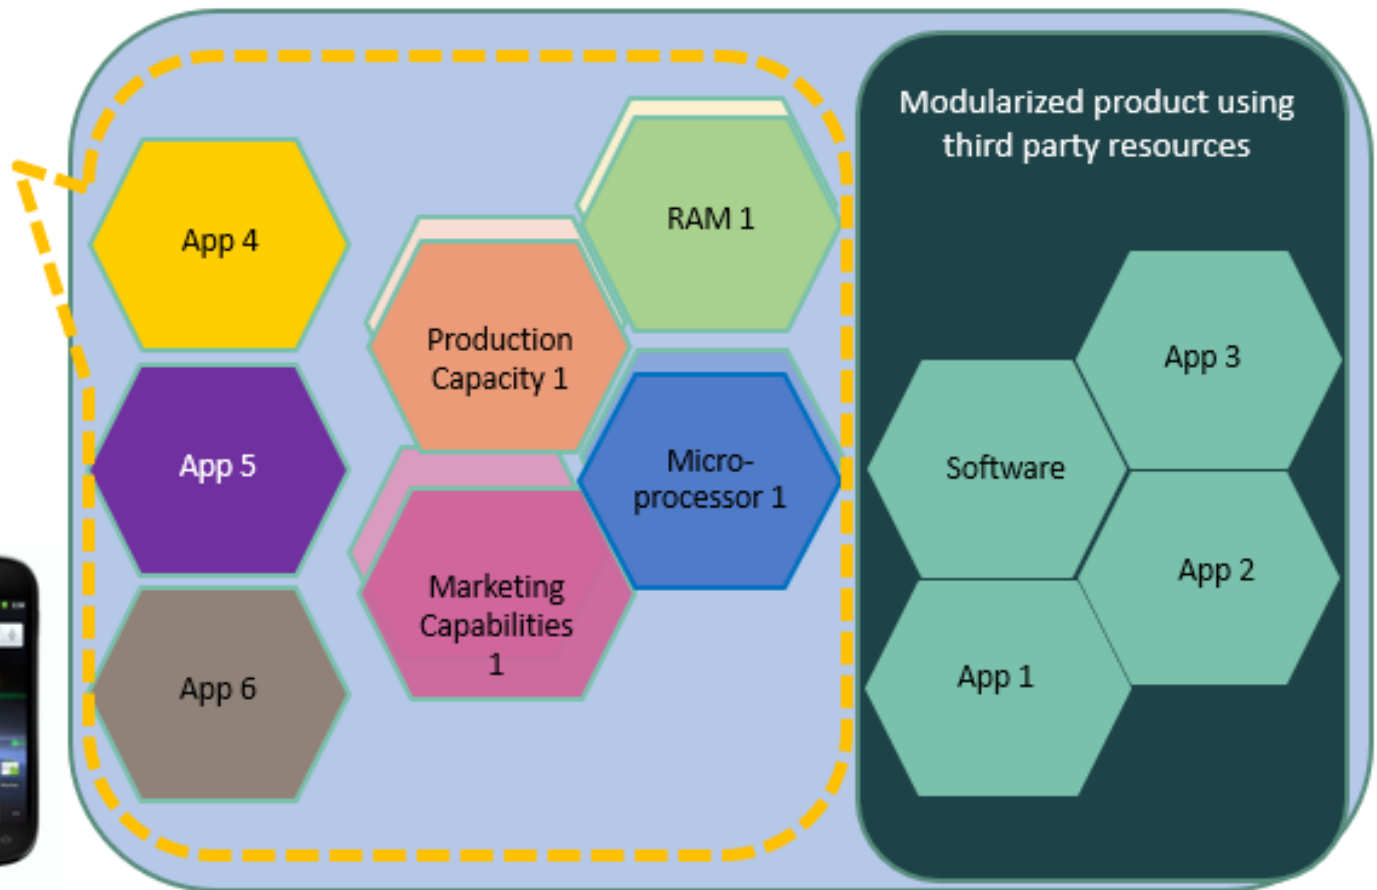 Modularized product using
third party resources
App 4
RAM 1
Production
Capacity 1
App 3
App 5
Micro-
processor 1
Software
Marketing
Capabilities
1
App 2
App 6
App 1